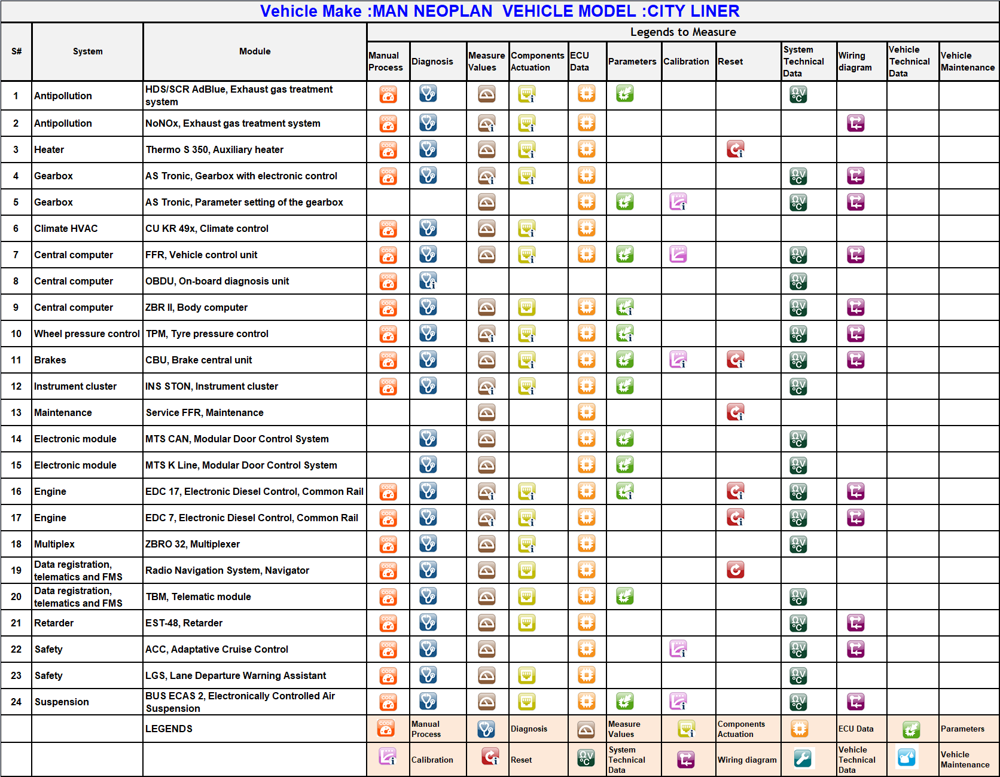 Vehicle Make :MAN NEOPLAN  VEHICLE MODEL :CITY LINER
S#
System
Module
Legends to Measure
Manual
Process
Diagnosis
Measure
Values
Components
Actuation
ECU
Data
Parameters
Calibration
Reset
System
Technical
Data
Wiring
diagram
Vehicle
Technical
Data
Vehicle
Maintenance
1 Antipollution HDS/SCR AdBlue, Exhaust gas treatment
system
2 Antipollution NoNOx, Exhaust gas treatment system
3 Heater Thermo S 350, Auxiliary heater
4 Gearbox AS Tronic, Gearbox with electronic control
5 Gearbox AS Tronic, Parameter setting of the gearbox
6 Climate HVAC CU KR 49x, Climate control
7 Central computer FFR, Vehicle control unit
8 Central computer OBDU, On-board diagnosis unit
9 Central computer ZBR II, Body computer
10 Wheel pressure control TPM, Tyre pressure control
11 Brakes CBU, Brake central unit
12 Instrument cluster INS STON, Instrument cluster
13 Maintenance Service FFR, Maintenance
14 Electronic module MTS CAN, Modular Door Control System
15 Electronic module MTS K Line, Modular Door Control System
16 Engine EDC 17, Electronic Diesel Control, Common Rail
17 Engine EDC 7, Electronic Diesel Control, Common Rail
18 Multiplex ZBRO 32, Multiplexer
19 Data registration,
telematics and FMS Radio Navigation System, Navigator
20 Data registration,
telematics and FMS TBM, Telematic module
21 Retarder EST-48, Retarder
22 Safety ACC, Adaptative Cruise Control
23 Safety LGS, Lane Departure Warning Assistant
24 Suspension BUS ECAS 2, Electronically Controlled Air
Suspension
LEGENDS
CODE
Manual
Process
Diagnosis
Measure
Values
Components
Actuation
ECU Data
Parameters
Calibration
Reset
ΩV
°C
System
Technical
Data
Wiring diagram
Vehicle
Technical
Data
Vehicle
Maintenance